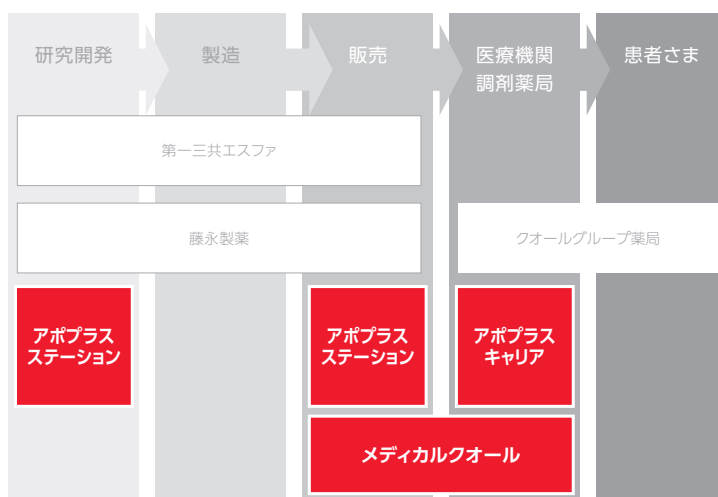 研究開発
製造
販売
医療機関
調剤薬局
患者さま
第一三共エスファ
藤永製薬
クオールグループ薬局
アポプラス
ステーション
アポプラス
ステーション
アポプラス
キャリア
メディカルクオール